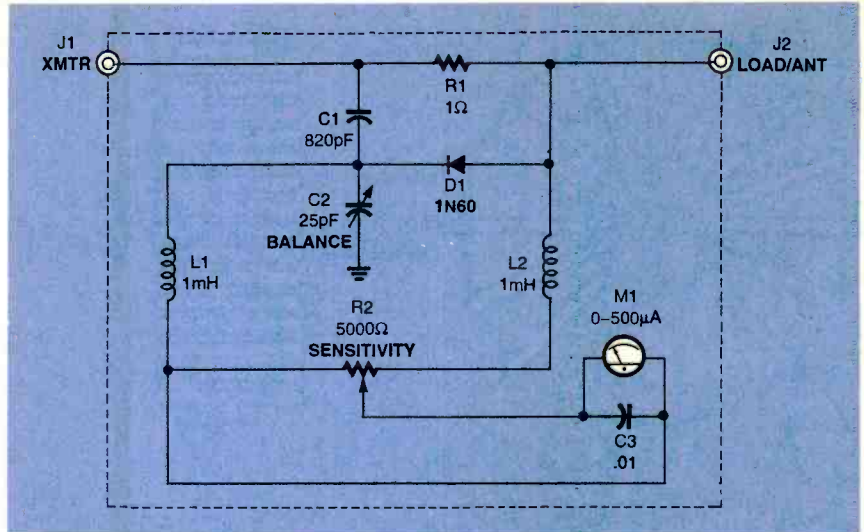 J1
XMTR
J2
LOAD/ANT
R1
1Ω
C1
820pF
D1
1N60
C2
25pF
BALANCE
L1
1mH
L2
1mH
R2
5000Ω
SENSITIVITY
M1
0–500μA
C3
.01